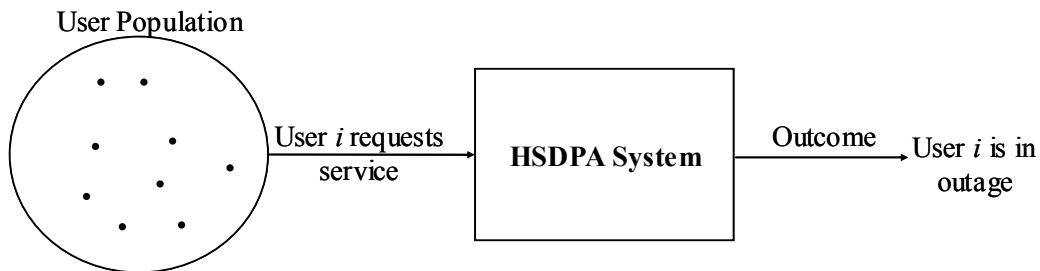 User Population
User i requests
service
HSDPA System
Outcome
User i is in
outage